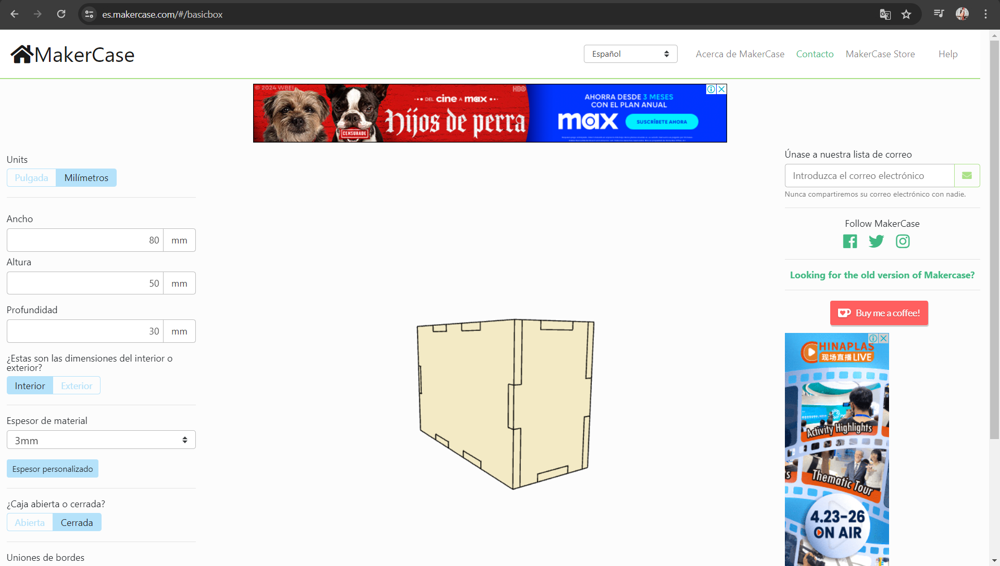 es.makercase.com/#/basicbox
MakerCase
Español
Acerca de MakerCase
Contacto
MakerCase Store
Help
© 2024 WBEI
HBO
DEL cine A max
Hijos de perra
CENSURADO
AHORRA DESDE 3 MESES
CON EL PLAN ANUAL
max
SUSCRÍBETE AHORA
Units
Pulgada
Milímetros
Ancho
80 mm
Altura
50 mm
Profundidad
30 mm
¿Estas son las dimensiones del interior o
exterior?
Interior
Exterior
Espesor de material
3mm
Espesor personalizado
¿Caja abierta o cerrada?
Abierta
Cerrada
Uniones de bordes
Únase a nuestra lista de correo
Introduzca el correo electrónico
Nunca compartiremos su correo electrónico con nadie.
Follow MakerCase
Looking for the old version of Makercase?
Buy me a coffee!
CHINAPLAS
现场直播 LIVE
Activity Highlights
Thematic Tour
4.23-26
ON AIR